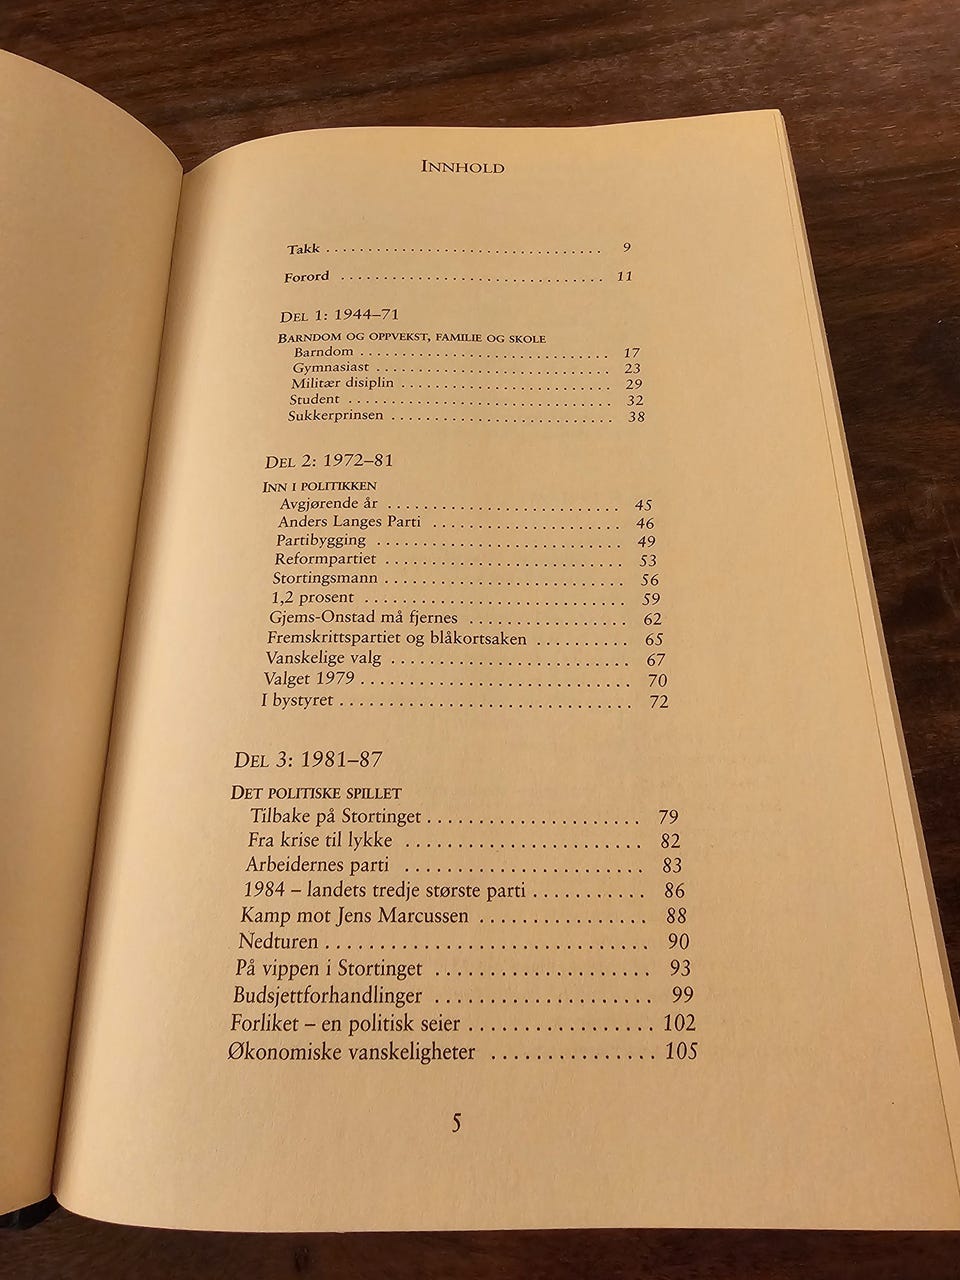 INNHOLD
Takk . . . . . . . . . . . . . . . . . . . . . . . . . . . . . . . . . 9
Forord . . . . . . . . . . . . . . . . . . . . . . . . . . . . . . . 11
DEL 1: 1944–71
BARNDOM OG OPPVEKST, FAMILIE OG SKOLE
Barndom . . . . . . . . . . . . . . . . . . . . . . . . . . . . . 17
Gymnasiast . . . . . . . . . . . . . . . . . . . . . . . . . . . 23
Militær disiplin . . . . . . . . . . . . . . . . . . . . . . . . 29
Student . . . . . . . . . . . . . . . . . . . . . . . . . . . . . . 32
Sukkerprinsen . . . . . . . . . . . . . . . . . . . . . . . . . 38
DEL 2: 1972–81
INN I POLITIKKEN
Avgjørende år . . . . . . . . . . . . . . . . . . . . . . . . . 45
Anders Langes Parti . . . . . . . . . . . . . . . . . . . . 46
Partibygging . . . . . . . . . . . . . . . . . . . . . . . . . . 49
Reformpartiet . . . . . . . . . . . . . . . . . . . . . . . . . 53
Stortingsmann . . . . . . . . . . . . . . . . . . . . . . . . . 56
1,2 prosent . . . . . . . . . . . . . . . . . . . . . . . . . . . 59
Gjems-Onstad må fjernes . . . . . . . . . . . . . . . . . 62
Fremskrittspartiet og blåkortsaken . . . . . . . . . . 65
Vanskelige valg . . . . . . . . . . . . . . . . . . . . . . . . 67
Valget 1979 . . . . . . . . . . . . . . . . . . . . . . . . . . . 70
I bystyret . . . . . . . . . . . . . . . . . . . . . . . . . . . . . 72
DEL 3: 1981–87
DET POLITISKE SPILLET
Tilbake på Stortinget . . . . . . . . . . . . . . . . . . . . 79
Fra krise til lykke . . . . . . . . . . . . . . . . . . . . . . 82
Arbeidernes parti . . . . . . . . . . . . . . . . . . . . . . 83
1984 – landets tredje største parti . . . . . . . . . . . 86
Kamp mot Jens Marcussen . . . . . . . . . . . . . . . . 88
Nedturen . . . . . . . . . . . . . . . . . . . . . . . . . . . . . 90
På vippen i Stortinget . . . . . . . . . . . . . . . . . . . . 93
Budsjettforhandlinger . . . . . . . . . . . . . . . . . . . . 99
Forliket – en politisk seier . . . . . . . . . . . . . . . . . 102
Økonomiske vanskeligheter . . . . . . . . . . . . . . . 105
5